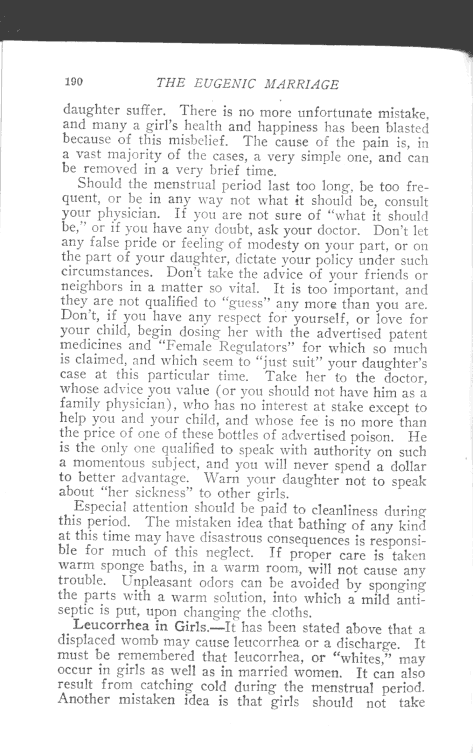 190 THE EUGENIC MARRIAGE
daughter suffer. There is no more unfortunate mistake,
and many a girl's health and happiness has been blasted
because of this misbelief. The cause of the pain is, in
a vast majority of the cases, a very simple one, and can
be removed in a very brief time.
Should the menstrual period last too long, be too fre-
quent, or be in any way not what it should be, consult
your physician. If you are not sure of "what it should
be," or if you have any doubt, ask your doctor. Don't let
any false pride or feeling of modesty on your part, or on
the part of your daughter, dictate your policy under such
circumstances. Don't take the advice of your friends or
neighbors in a matter so vital. It is too important, and
they are not qualified to "guess" any more than you are.
Don't, if you have any respect for yourself, or love for
your child, begin dosing her with the advertised patent
medicines and "Female Regulators" for which so much
is claimed, and which seem to "just suit" your daughter's
case at this particular time. Take her to the doctor,
whose advice you value (or you should not have him as a
family physician), who has no interest at stake except to
help you and your child, and whose fee is no more than
the price of one of these bottles of advertised poison. He
is the only one qualified to speak with authority on such
a momentous subject, and you will never spend a dollar
to better advantage. Warn your daughter not to speak
about "her sickness" to other girls.
Especial attention should be paid to cleanliness during
this period. The mistaken idea that bathing of any kind
at this time may have disastrous consequences is responsi-
ble for much of this neglect. If proper care is taken
warm sponge baths, in a warm room, will not cause any
trouble. Unpleasant odors can be avoided by sponging
the parts with a warm solution, into which a mild anti-
septic is put, upon changing the cloths.
Leucorrhea in Girls.—It has been stated above that a
displaced womb may cause leucorrhea or a discharge. It
must be remembered that leucorrhea, or "whites," may
occur in girls as well as in married women. It can also
result from catching cold during the menstrual period.
Another mistaken idea is that girls should not take